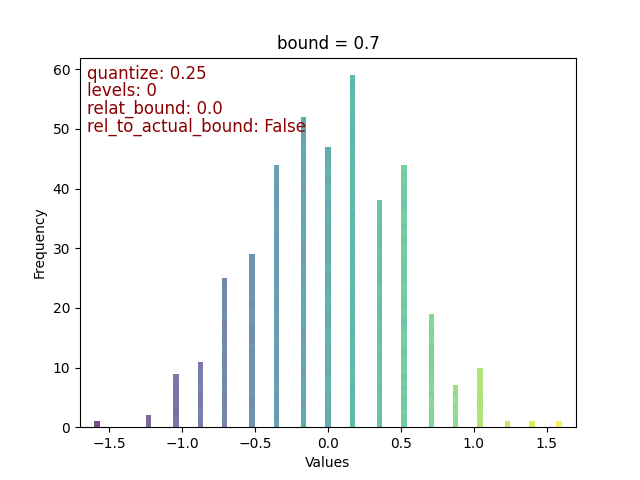 bound = 0.7
quantize: 0.25
levels: 0
relat_bound: 0.0
rel_to_actual_bound: False
60
50
40
30
20
10
0
Frequency
−1.5 −1.0 −0.5 0.0 0.5 1.0 1.5
Values